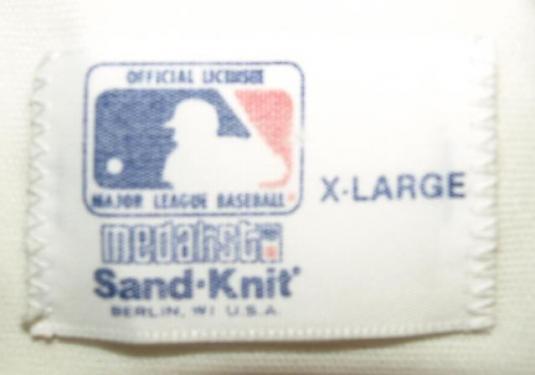 OFFICIAL LICENSEE
MAJOR LEAGUE BASEBALL
medalist
Sand-Knit
BERLIN, WI U.S.A.
X-LARGE